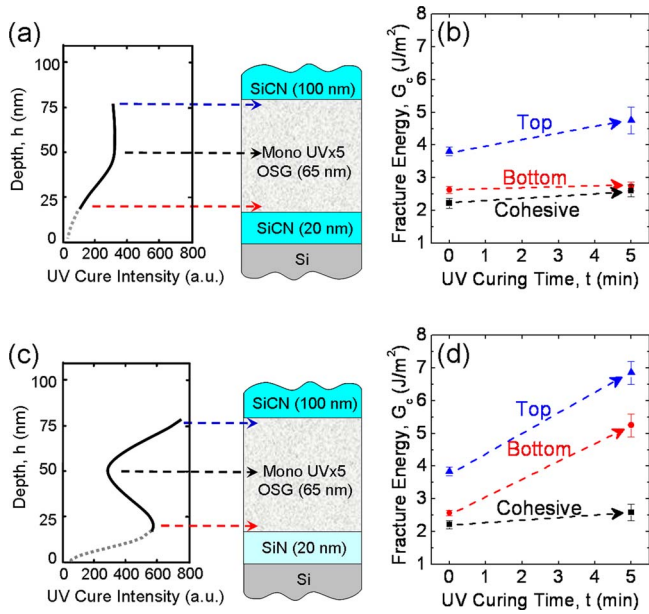 (a)
100
75
50
25
0
0 200 400 600 800
Depth, h (nm)
UV Cure Intensity (a.u.)
SiCN (100 nm)
Mono UVx5
OSG (65 nm)
SiCN (20 nm)
Si
(b)
8
7
6
5
4
3
2
1
0 1 2 3 4 5
Fracture Energy, G_c (J/m²)
UV Curing Time, t (min)
Top
Bottom
Cohesive
(c)
100
75
50
25
0
0 200 400 600 800
Depth, h (nm)
UV Cure Intensity (a.u.)
SiCN (100 nm)
Mono UVx5
OSG (65 nm)
SiN (20 nm)
Si
(d)
8
7
6
5
4
3
2
1
0 1 2 3 4 5
Fracture Energy, G_c (J/m²)
UV Curing Time, t (min)
Top
Bottom
Cohesive